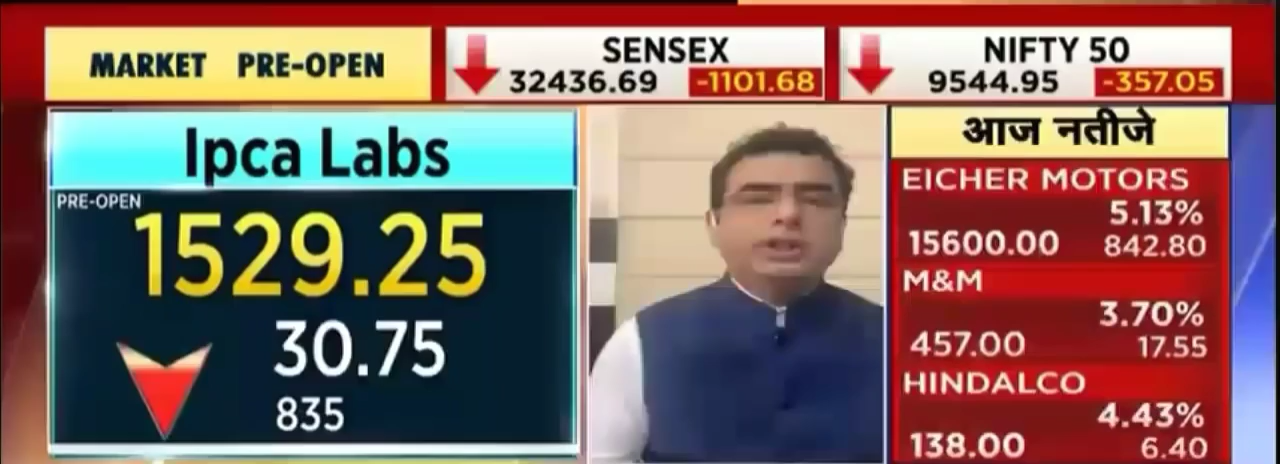 MARKET PRE-OPEN
SENSEX
32436.69 -1101.68
NIFTY 50
9544.95 -357.05
Ipca Labs
PRE-OPEN
1529.25
30.75
835
आज नतीजे
EICHER MOTORS
5.13%
15600.00 842.80
M&M
3.70%
457.00 17.55
HINDALCO
4.43%
138.00 6.40